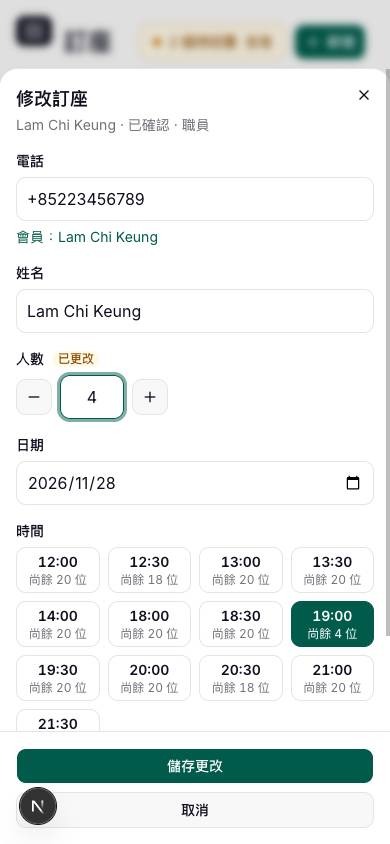 訂座
修改訂座
Lam Chi Keung · 已確認 · 職員
電話
+85223456789
會員：Lam Chi Keung
姓名
Lam Chi Keung
人數 已更改
− 4 +
日期
2026/11/28
時間
12:00 12:30 13:00 13:30
尚餘 20 位 尚餘 18 位 尚餘 20 位 尚餘 20 位
14:00 18:00 18:30 19:00
尚餘 20 位 尚餘 20 位 尚餘 20 位 尚餘 4 位
19:30 20:00 20:30 21:00
尚餘 20 位 尚餘 20 位 尚餘 18 位 尚餘 20 位
21:30
儲存更改
N
取消